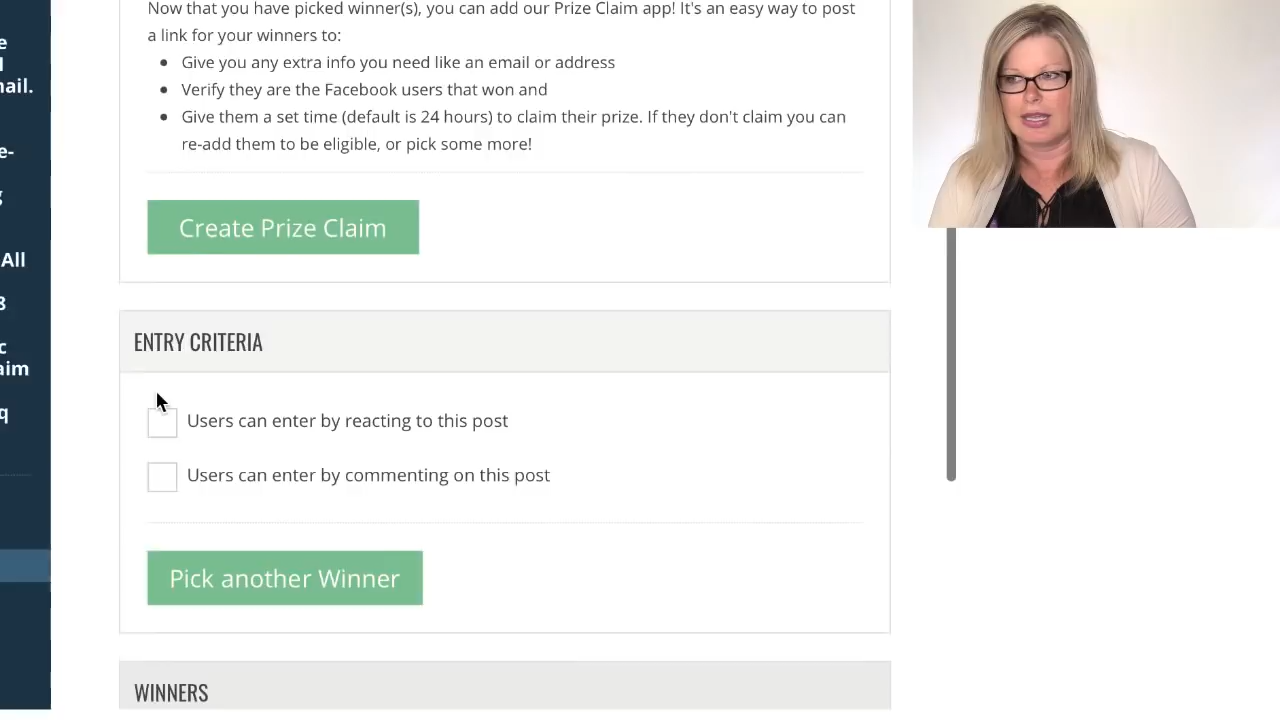 Now that you have picked winner(s), you can add our Prize Claim app! It's an easy way to post
a link for your winners to:
Give you any extra info you need like an email or address
Verify they are the Facebook users that won and
Give them a set time (default is 24 hours) to claim their prize. If they don't claim you can
re-add them to be eligible, or pick some more!
Create Prize Claim
ENTRY CRITERIA
Users can enter by reacting to this post
Users can enter by commenting on this post
Pick another Winner
WINNERS
All